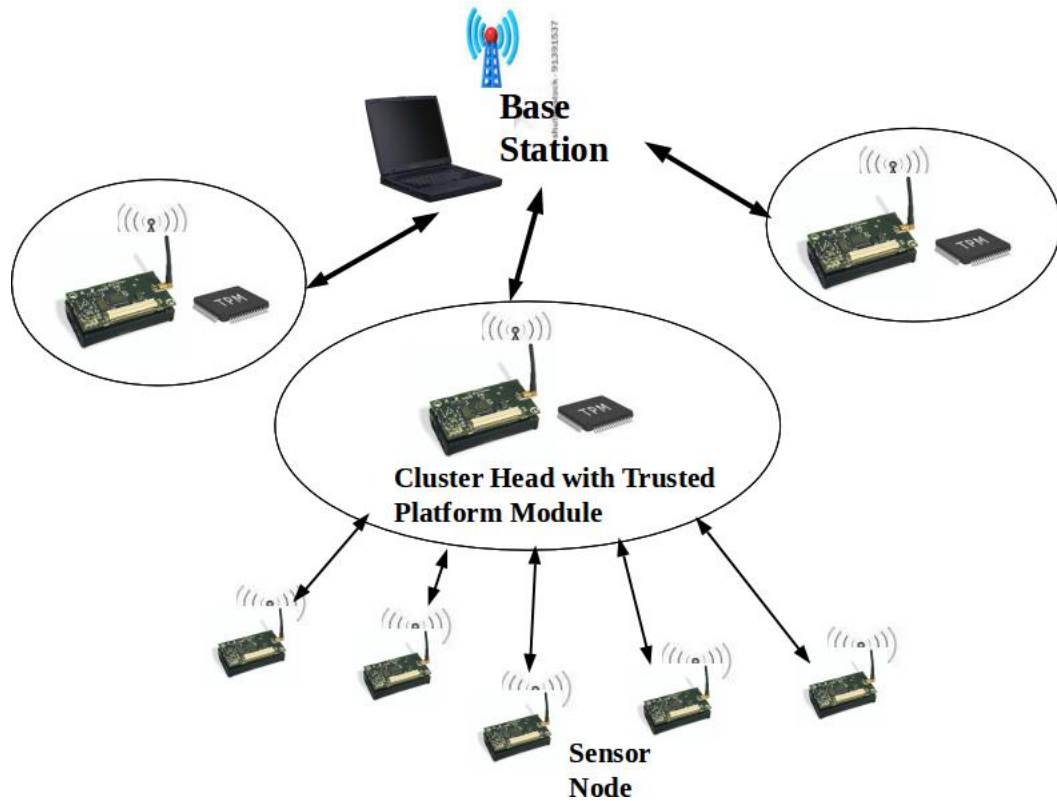 Base
Station
TPM
TPM
TPM
Cluster Head with Trusted
Platform Module
Sensor
Node